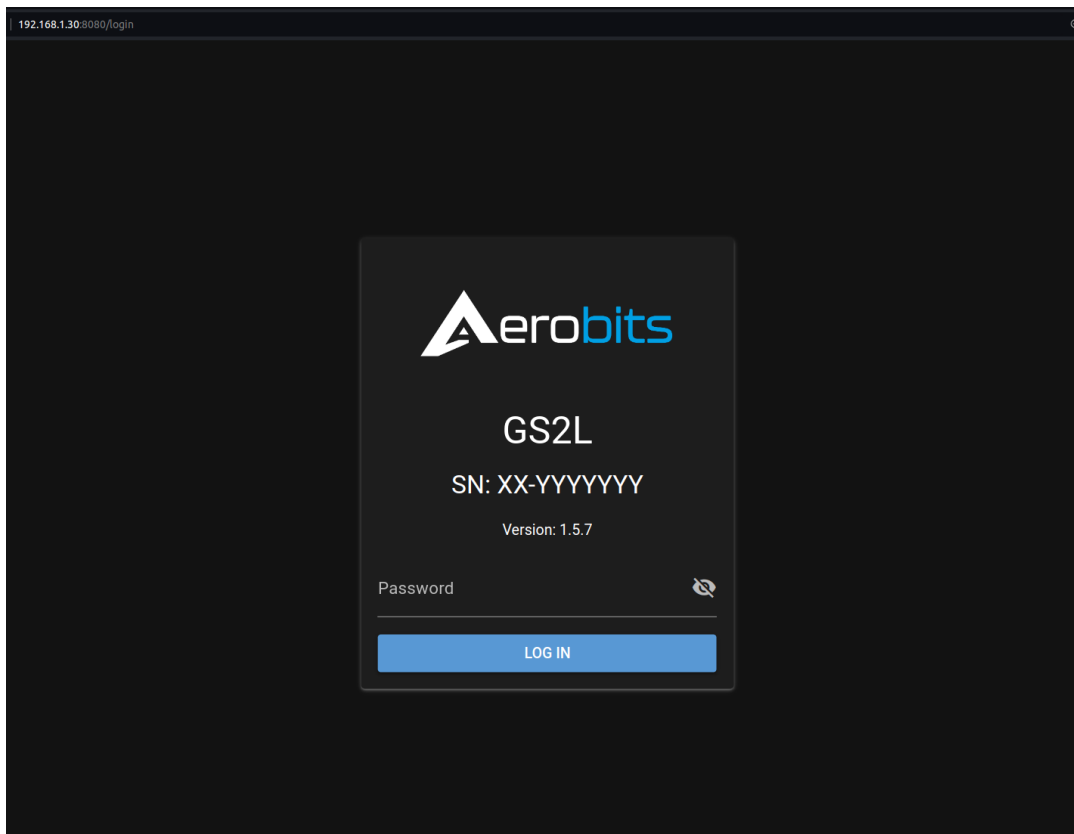 192.168.1.30:8080/login
Aerobits
GS2L
SN: XX-YYYYYYY
Version: 1.5.7
Password
LOG IN